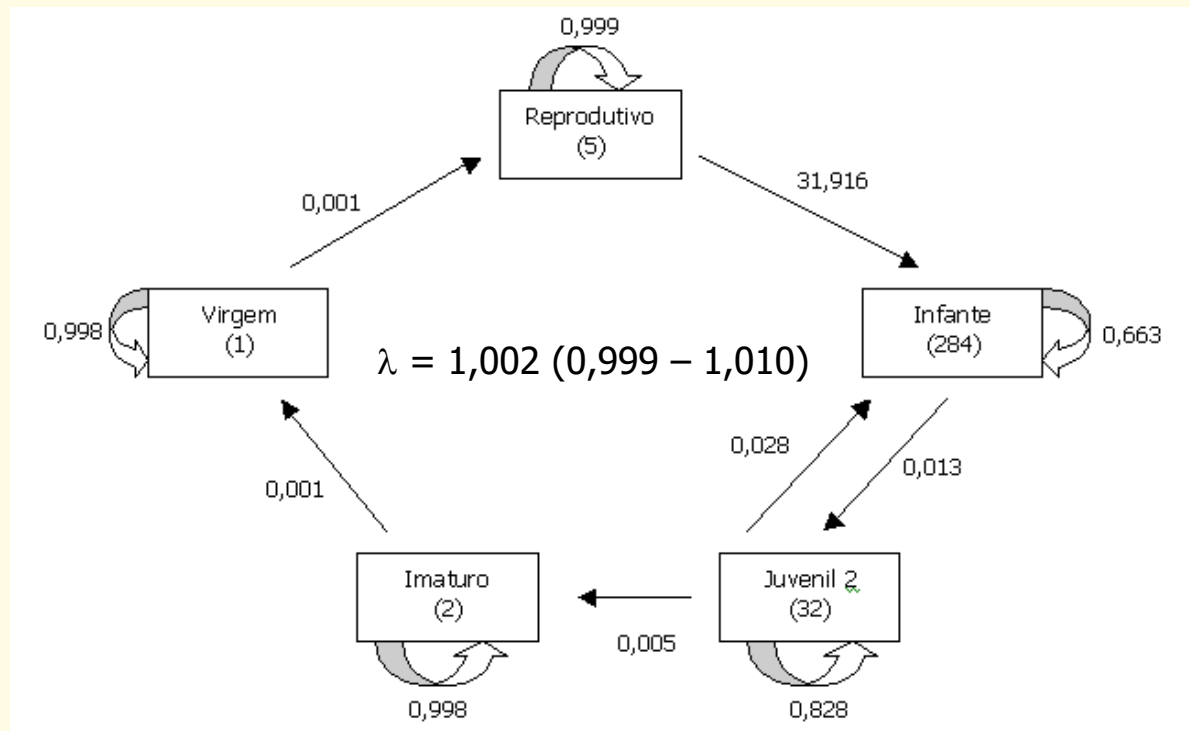 0,999
Reprodutivo
(5)
31,916
0,001
Virgem
(1)
0,998
λ = 1,002 (0,999 – 1,010)
Infante
(284)
0,663
0,028
0,013
0,001
Imaturo
(2)
0,998
0,005
Juvenil 2
(32)
0,828